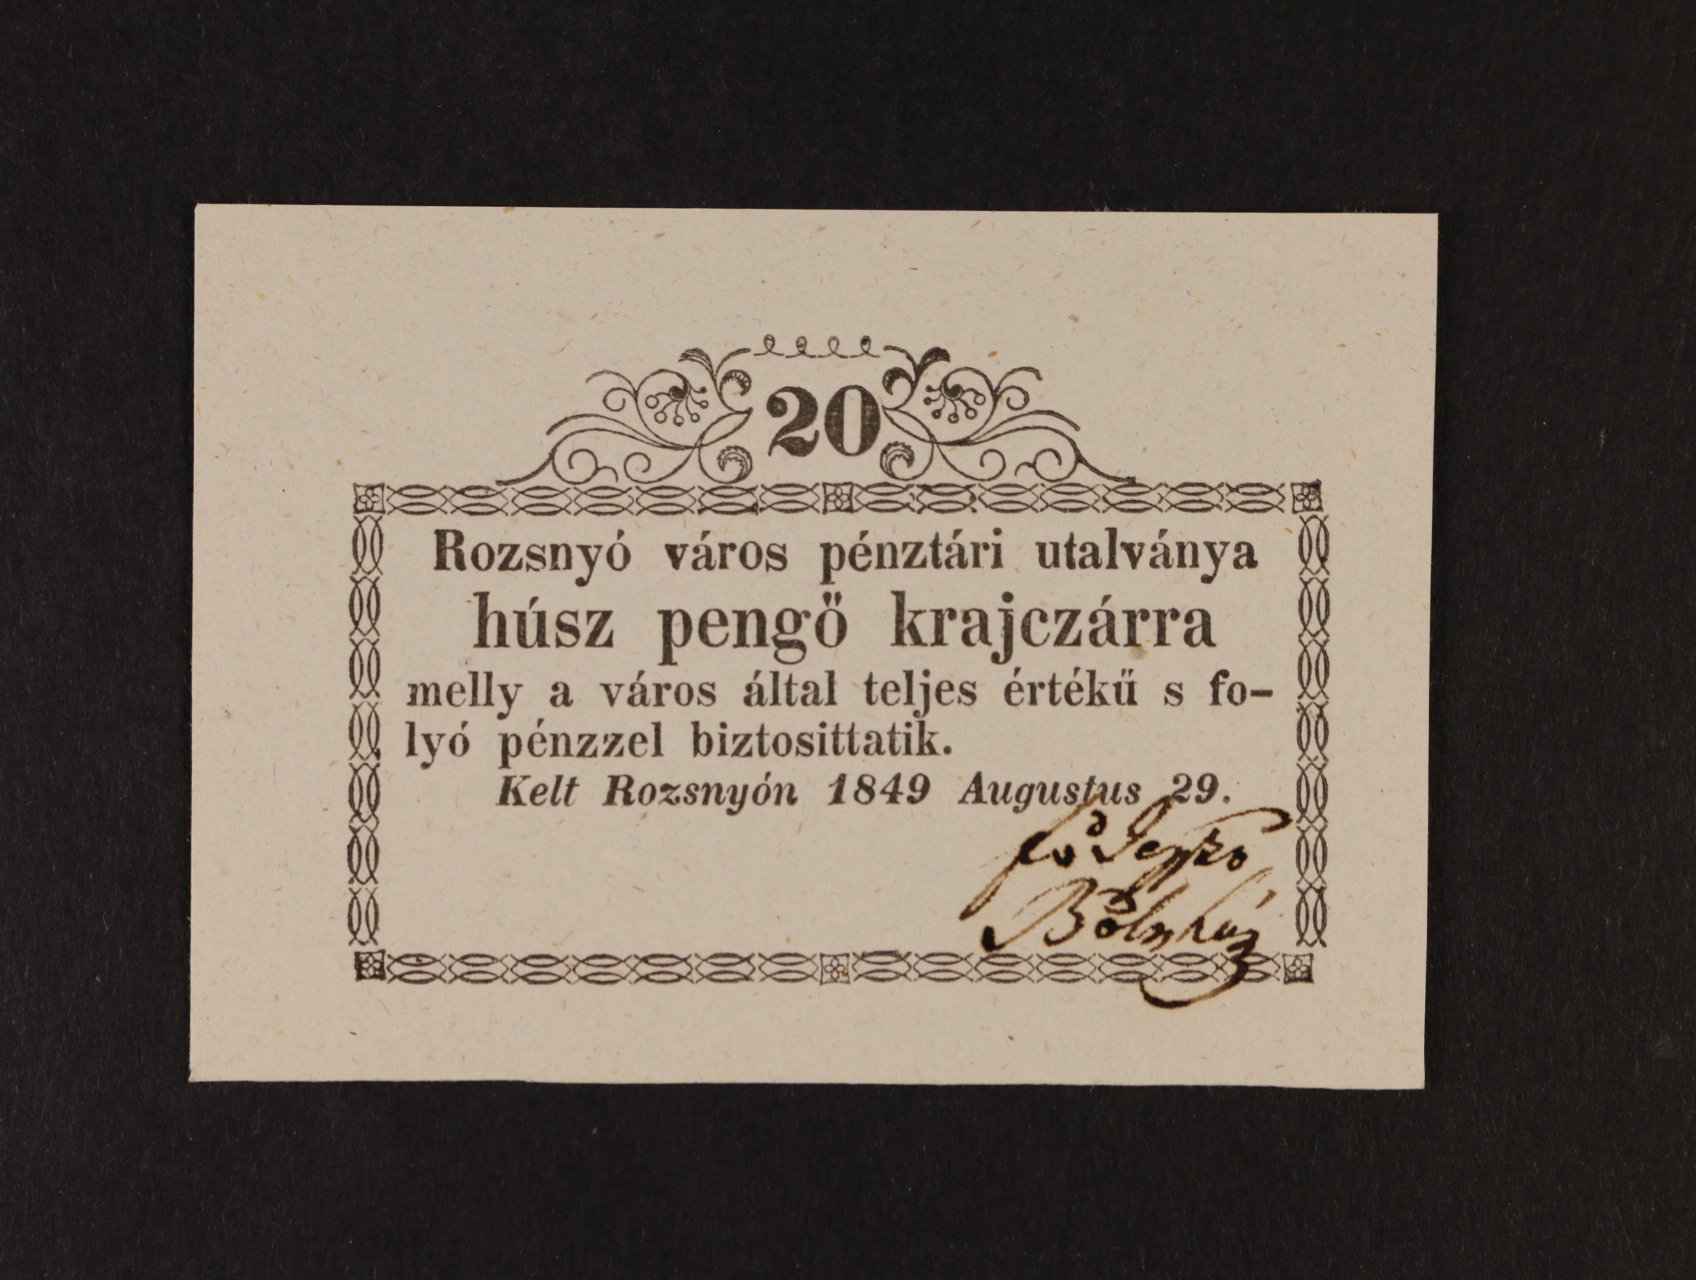 20
Rozsnyó város pénztári utalványa
húsz pengő krajczárra
melly a város által teljes értékű s fo-
lyó pénzzel biztosittatik.
Kelt Rozsnyón 1849 Augustus 29.